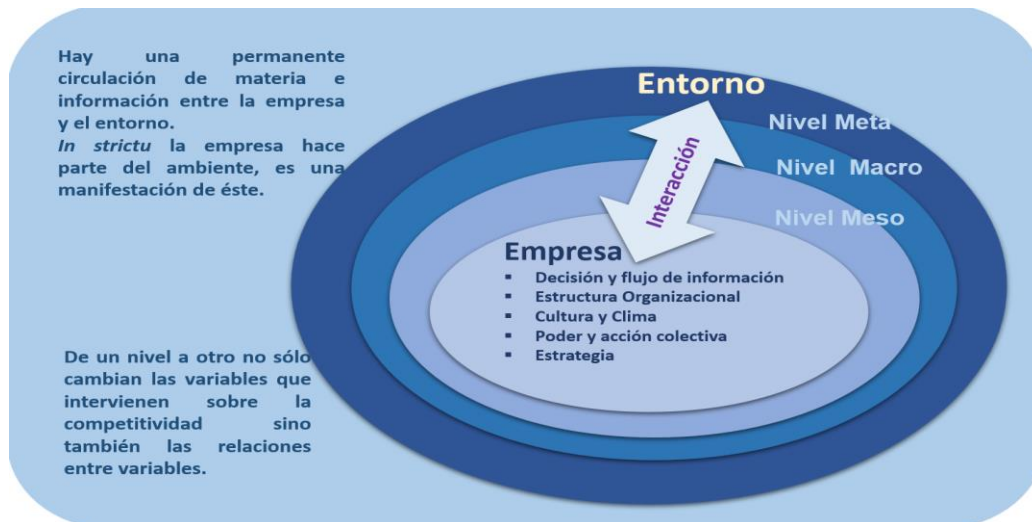 Hay una permanente
circulación de materia e
información entre la empresa
y el entorno.
In strictu la empresa hace
parte del ambiente, es una
manifestación de éste.
De un nivel a otro no sólo
cambian las variables que
intervienen sobre la
competitividad sino
también las relaciones
entre variables.
Entorno
Nivel Meta
Nivel Macro
Nivel Meso
Interacción
Empresa
▪ Decisión y flujo de información
▪ Estructura Organizacional
▪ Cultura y Clima
▪ Poder y acción colectiva
▪ Estrategia